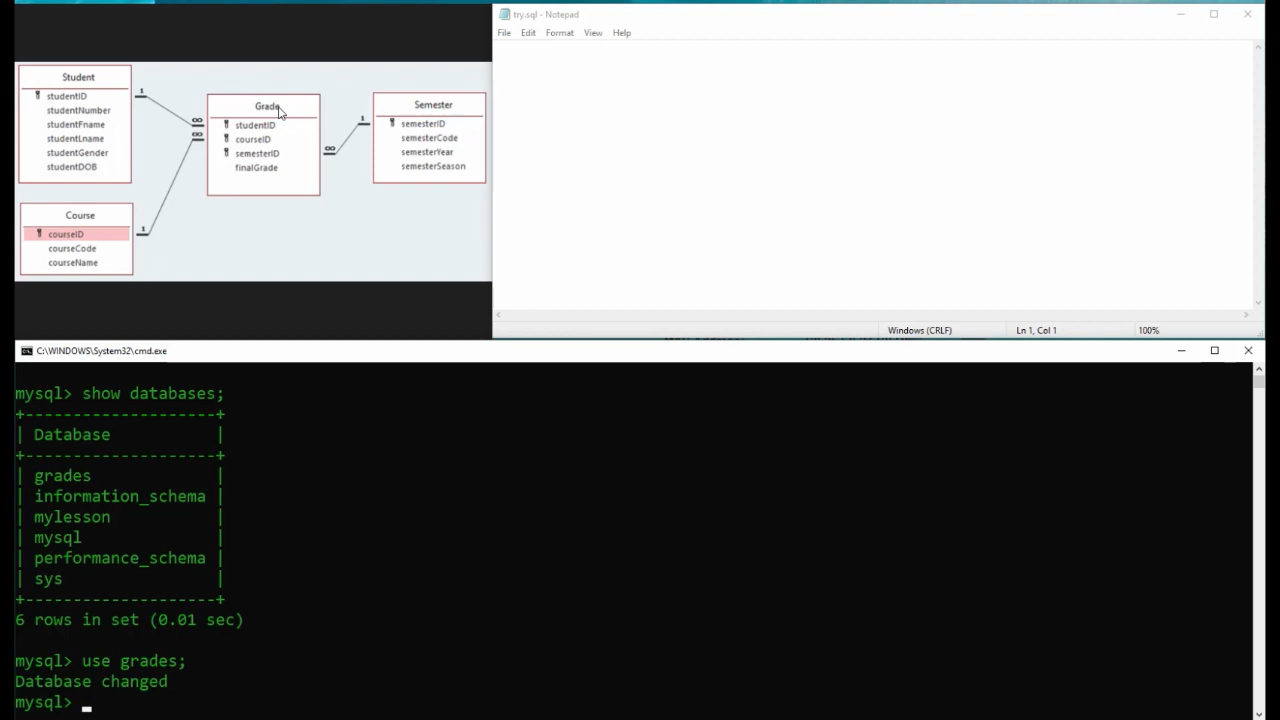 try.sql - Notepad
File Edit Format View Help
Student
studentID
studentNumber
studentFname
studentLname
studentGender
studentDOB
1
∞
∞
Grade
studentID
courseID
semesterID
finalGrade
∞
1
Semester
semesterID
semesterCode
semesterYear
semesterSeason
Course
courseID
courseCode
courseName
1
Windows (CRLF) Ln 1, Col 1 100%
C:\WINDOWS\System32\cmd.exe
mysql> show databases;
+--------------------+
| Database           |
+--------------------+
| grades             |
| information_schema |
| mylesson           |
| mysql              |
| performance_schema |
| sys                |
+--------------------+
6 rows in set (0.01 sec)
mysql> use grades;
Database changed
mysql> _